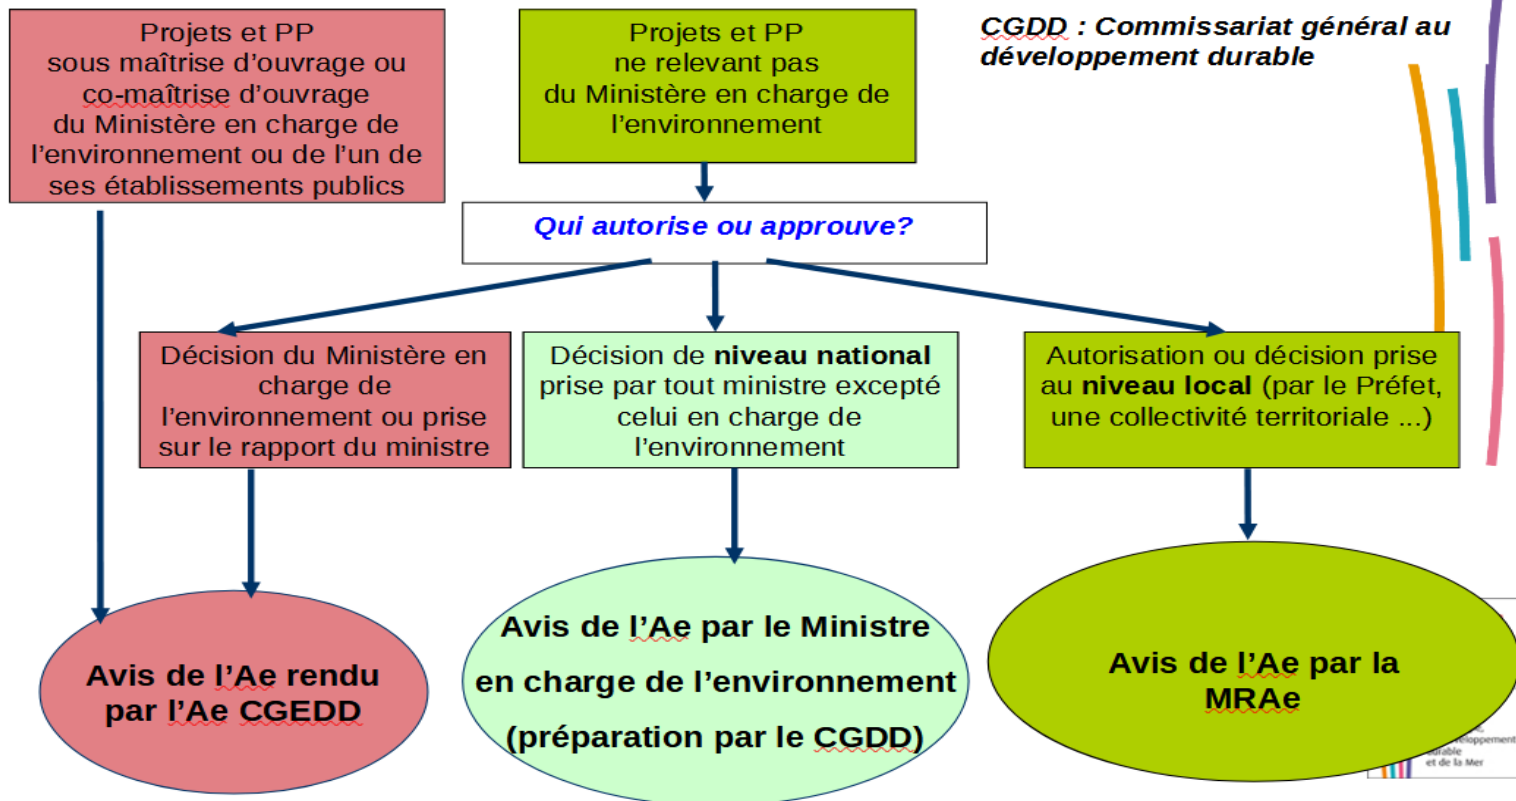 Projets et PP
sous maîtrise d’ouvrage ou
co-maîtrise d’ouvrage
du Ministère en charge de
l’environnement ou de l’un de
ses établissements publics
Projets et PP
ne relevant pas
du Ministère en charge de
l’environnement
CGDD : Commissariat général au
développement durable
Qui autorise ou approuve?
Décision du Ministère en
charge de
l’environnement ou prise
sur le rapport du ministre
Décision de niveau national
prise par tout ministre excepté
celui en charge de
l’environnement
Autorisation ou décision prise
au niveau local (par le Préfet,
une collectivité territoriale ...)
Avis de l’Ae rendu
par l’Ae CGEDD
Avis de l’Ae par le Ministre
en charge de l’environnement
(préparation par le CGDD)
Avis de l’Ae par la
MRAe
et de la Mer